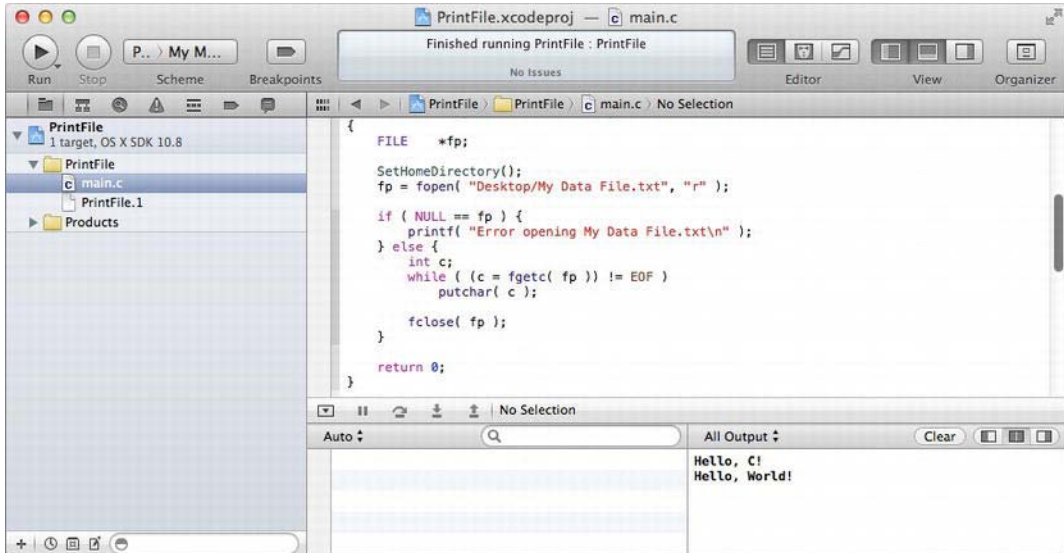 PrintFile.xcodeproj — c main.c
P.. My M...
Finished running PrintFile : PrintFile
No Issues
Run Stop Scheme Breakpoints Editor View Organizer
PrintFile PrintFile c main.c No Selection
PrintFile
1 target, OS X SDK 10.8
PrintFile
c main.c
PrintFile.1
Products
{
FILE *fp;
SetHomeDirectory();
fp = fopen( "Desktop/My Data File.txt", "r" );
if ( NULL == fp ) {
printf( "Error opening My Data File.txt\n" );
} else {
int c;
while ( (c = fgetc( fp )) != EOF )
putchar( c );
fclose( fp );
}
return 0;
}
No Selection
Auto
All Output Clear
Hello, C!
Hello, World!